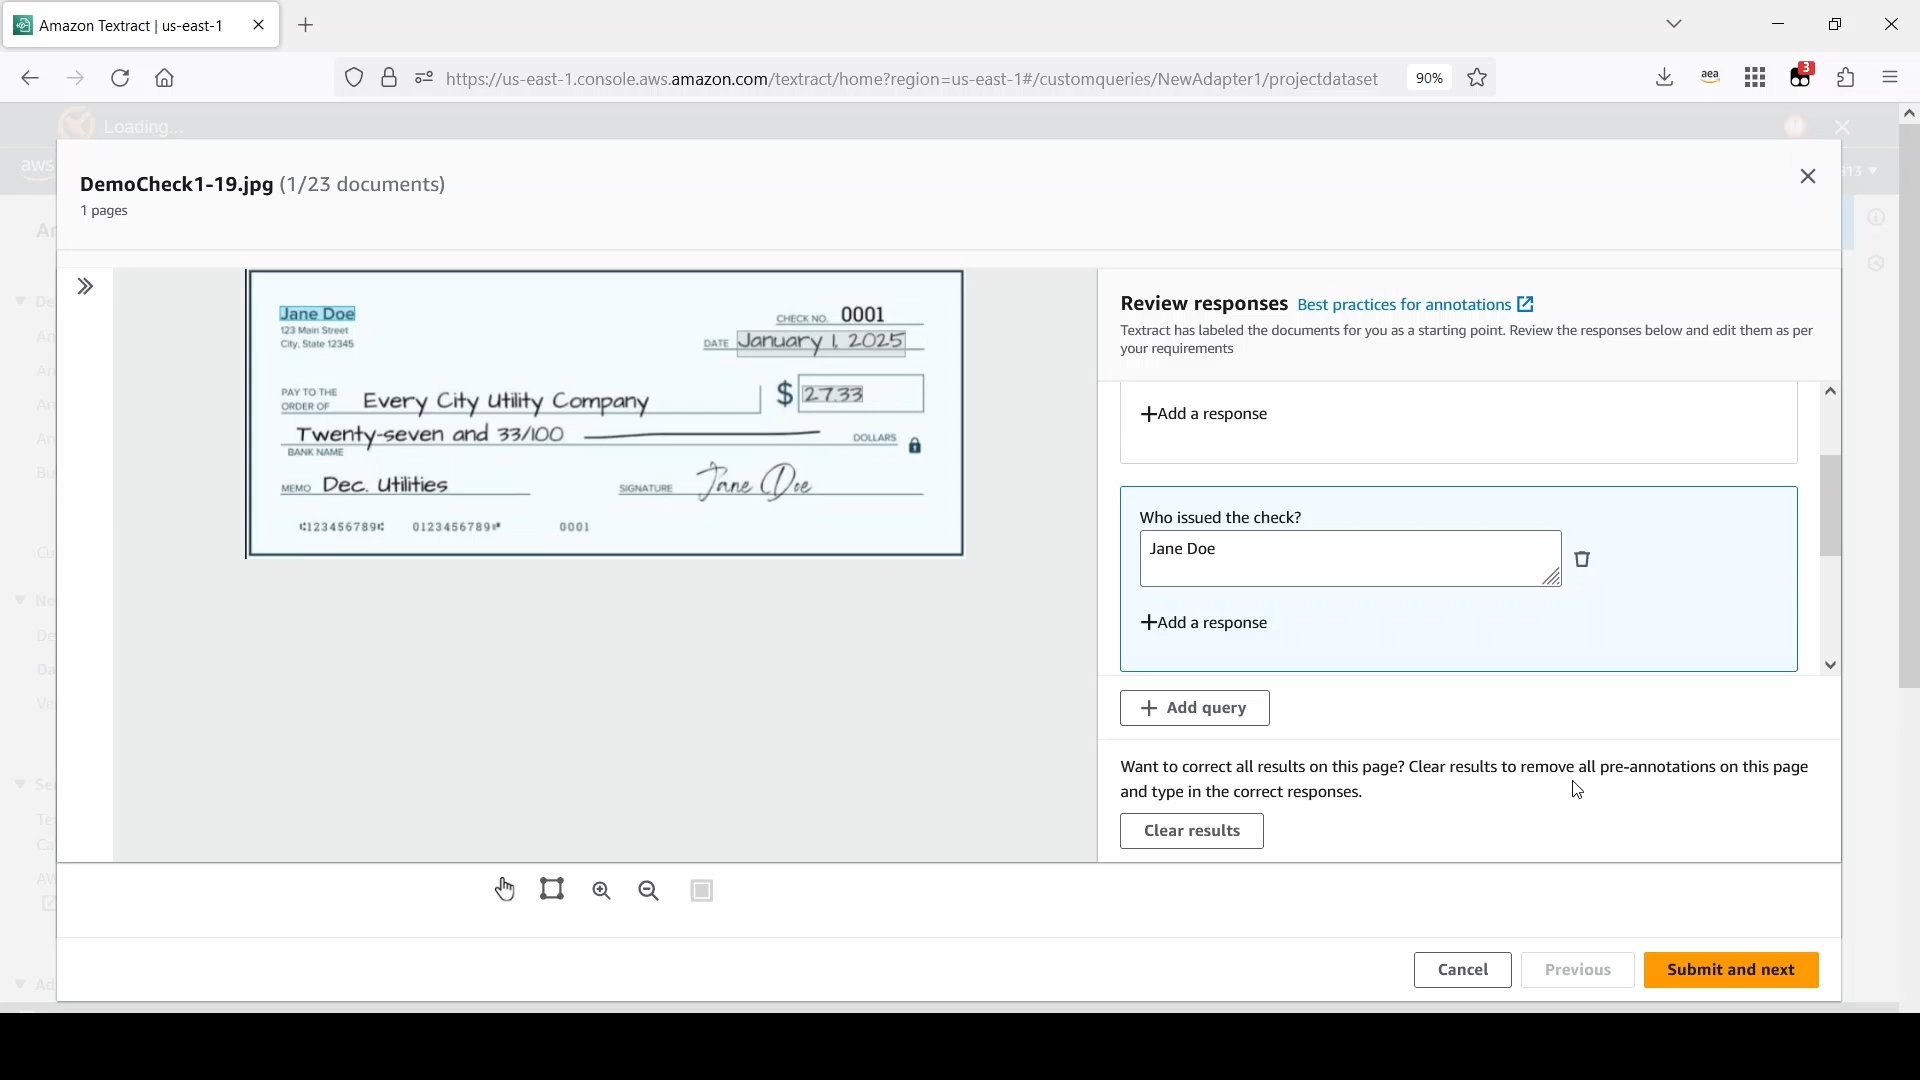 Amazon Textract | us-east-1
https://us-east-1.console.aws.amazon.com/textract/home?region=us-east-1#/customqueries/NewAdapter1/projectdataset
90%
aea
3
Loading...
aws
313
DemoCheck1-19.jpg (1/23 documents)
1 pages
Jane Doe
123 Main Street
City, State 12345
CHECK NO. 0001
DATE January 1, 2025
PAY TO THE
ORDER OF Every City Utility Company $ 27.33
Twenty-seven and 33/100 DOLLARS
BANK NAME
MEMO Dec. Utilities SIGNATURE Jane Doe
⑆123456789⑆ 0123456789⑈ 0001
Review responses Best practices for annotations
Textract has labeled the documents for you as a starting point. Review the responses below and edit them as per
your requirements
+Add a response
Who issued the check?
Jane Doe
+Add a response
+ Add query
Want to correct all results on this page? Clear results to remove all pre-annotations on this page
and type in the correct responses.
Clear results
Cancel
Previous
Submit and next